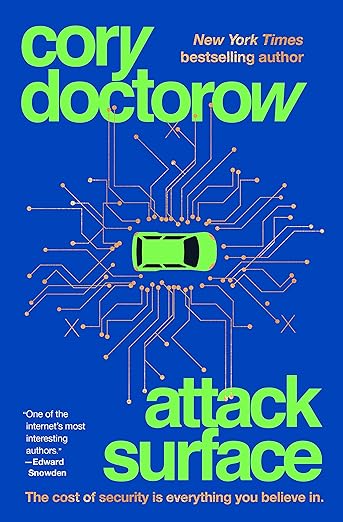 cory
doctorow
New York Times
bestselling author
attack
surface
"One of the
internet's most
interesting
authors."
—Edward
Snowden
The cost of security is everything you believe in.